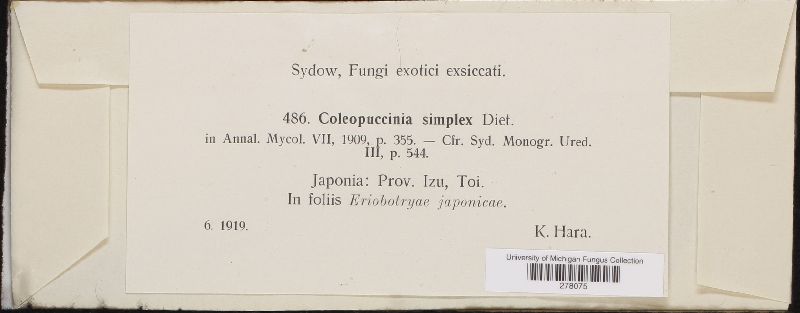 Sydow, Fungi exotici exsiccati.
486. Coleopuccinia simplex Diet.
in Annal. Mycol. VII, 1909, p. 355. — Cfr. Syd. Monogr. Ured.
III, p. 544.
Japonia: Prov. Izu, Toi.
In foliis Eriobotryae japonicae.
6. 1919.
K. Hara.
University of Michigan Fungus Collection
278075